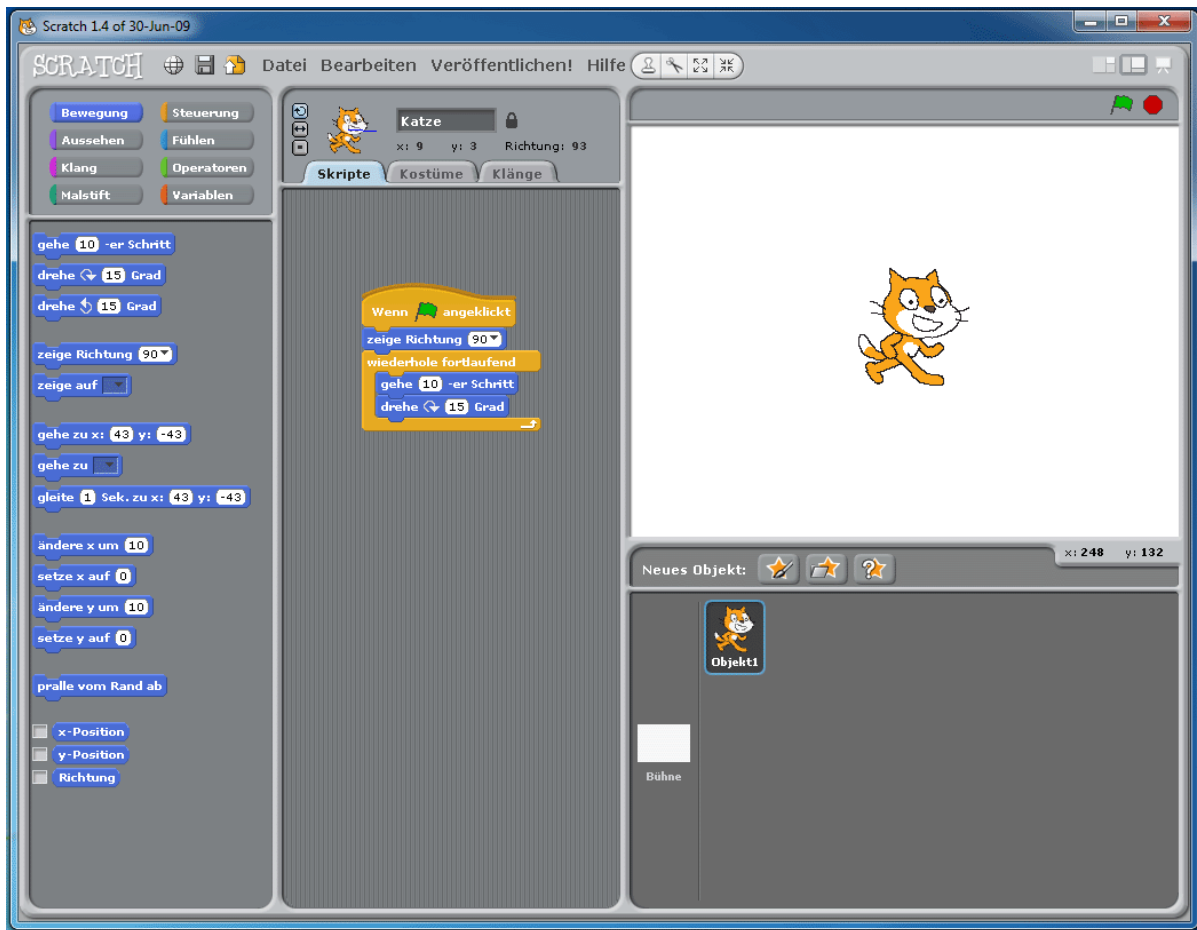 Scratch 1.4 of 30-Jun-09
SCRATCH Datei Bearbeiten Veröffentlichen! Hilfe
Bewegung Steuerung
Aussehen Fühlen
Klang Operatoren
Malstift Variablen
gehe 10 -er Schritt
drehe 15 Grad
drehe 15 Grad
zeige Richtung 90
zeige auf
gehe zu x: 43 y: -43
gehe zu
gleite 1 Sek. zu x: 43 y: -43
ändere x um 10
setze x auf 0
ändere y um 10
setze y auf 0
pralle vom Rand ab
x-Position
y-Position
Richtung
Katze
x: 9 y: 3 Richtung: 93
Skripte Kostüme Klänge
Wenn angeklickt
zeige Richtung 90
wiederhole fortlaufend
gehe 10 -er Schritt
drehe 15 Grad
x: 248 y: 132
Neues Objekt:
Objekt1
Bühne